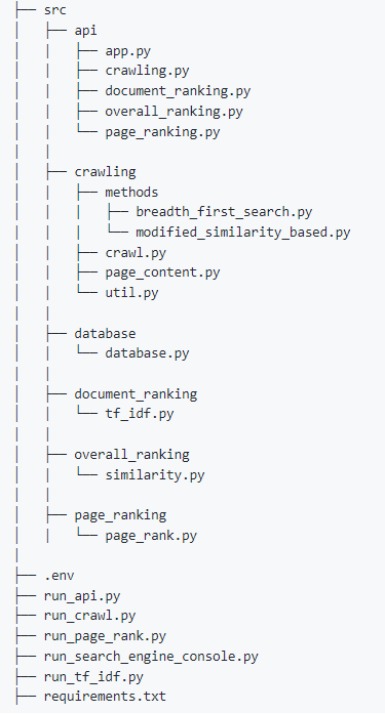 ├── src
│   ├── api
│   │   ├── app.py
│   │   ├── crawling.py
│   │   ├── document_ranking.py
│   │   ├── overall_ranking.py
│   │   └── page_ranking.py
│   │
│   ├── crawling
│   │   ├── methods
│   │   │   ├── breadth_first_search.py
│   │   │   └── modified_similarity_based.py
│   │   ├── crawl.py
│   │   ├── page_content.py
│   │   └── util.py
│   │
│   ├── database
│   │   └── database.py
│   │
│   ├── document_ranking
│   │   └── tf_idf.py
│   │
│   ├── overall_ranking
│   │   └── similarity.py
│   │
│   ├── page_ranking
│   │   └── page_rank.py
│
├── .env
├── run_api.py
├── run_crawl.py
├── run_page_rank.py
├── run_search_engine_console.py
├── run_tf_idf.py
├── requirements.txt